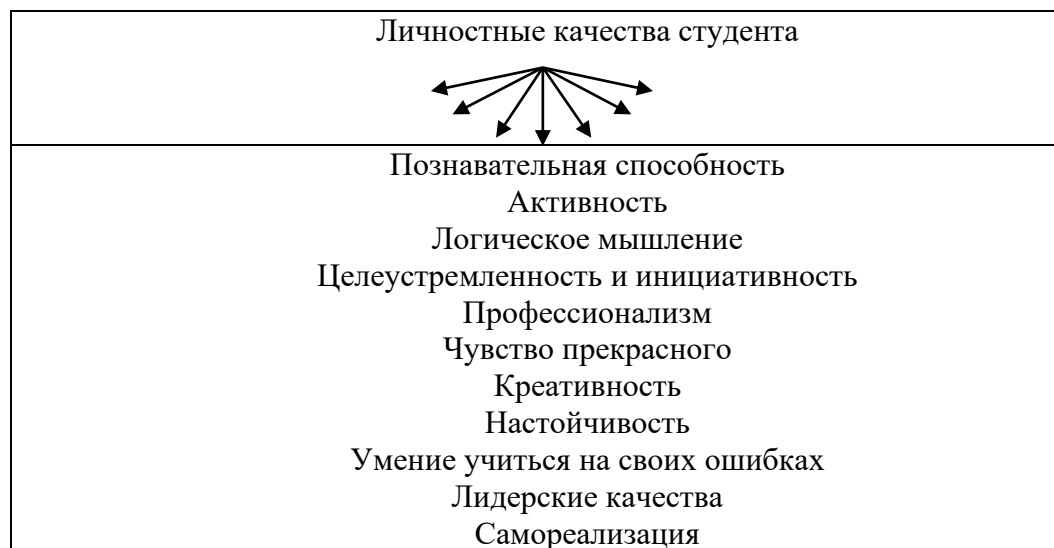 Личностные качества студента
Познавательная способность
Активность
Логическое мышление
Целеустремленность и инициативность
Профессионализм
Чувство прекрасного
Креативность
Настойчивость
Умение учиться на своих ошибках
Лидерские качества
Самореализация